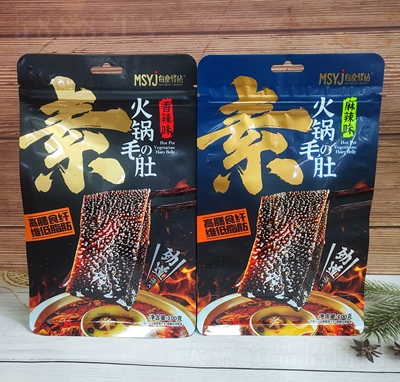 MSYJ
素
火锅の毛肚
香辣味
Hot Pot
Vegetarian
Hairy Belly
高膳食纤
维低脂肪
劲道
MSYJ
素
火锅の毛肚
麻辣味
Hot Pot
Vegetarian
Hairy Belly
高膳食纤
维低脂肪
劲道